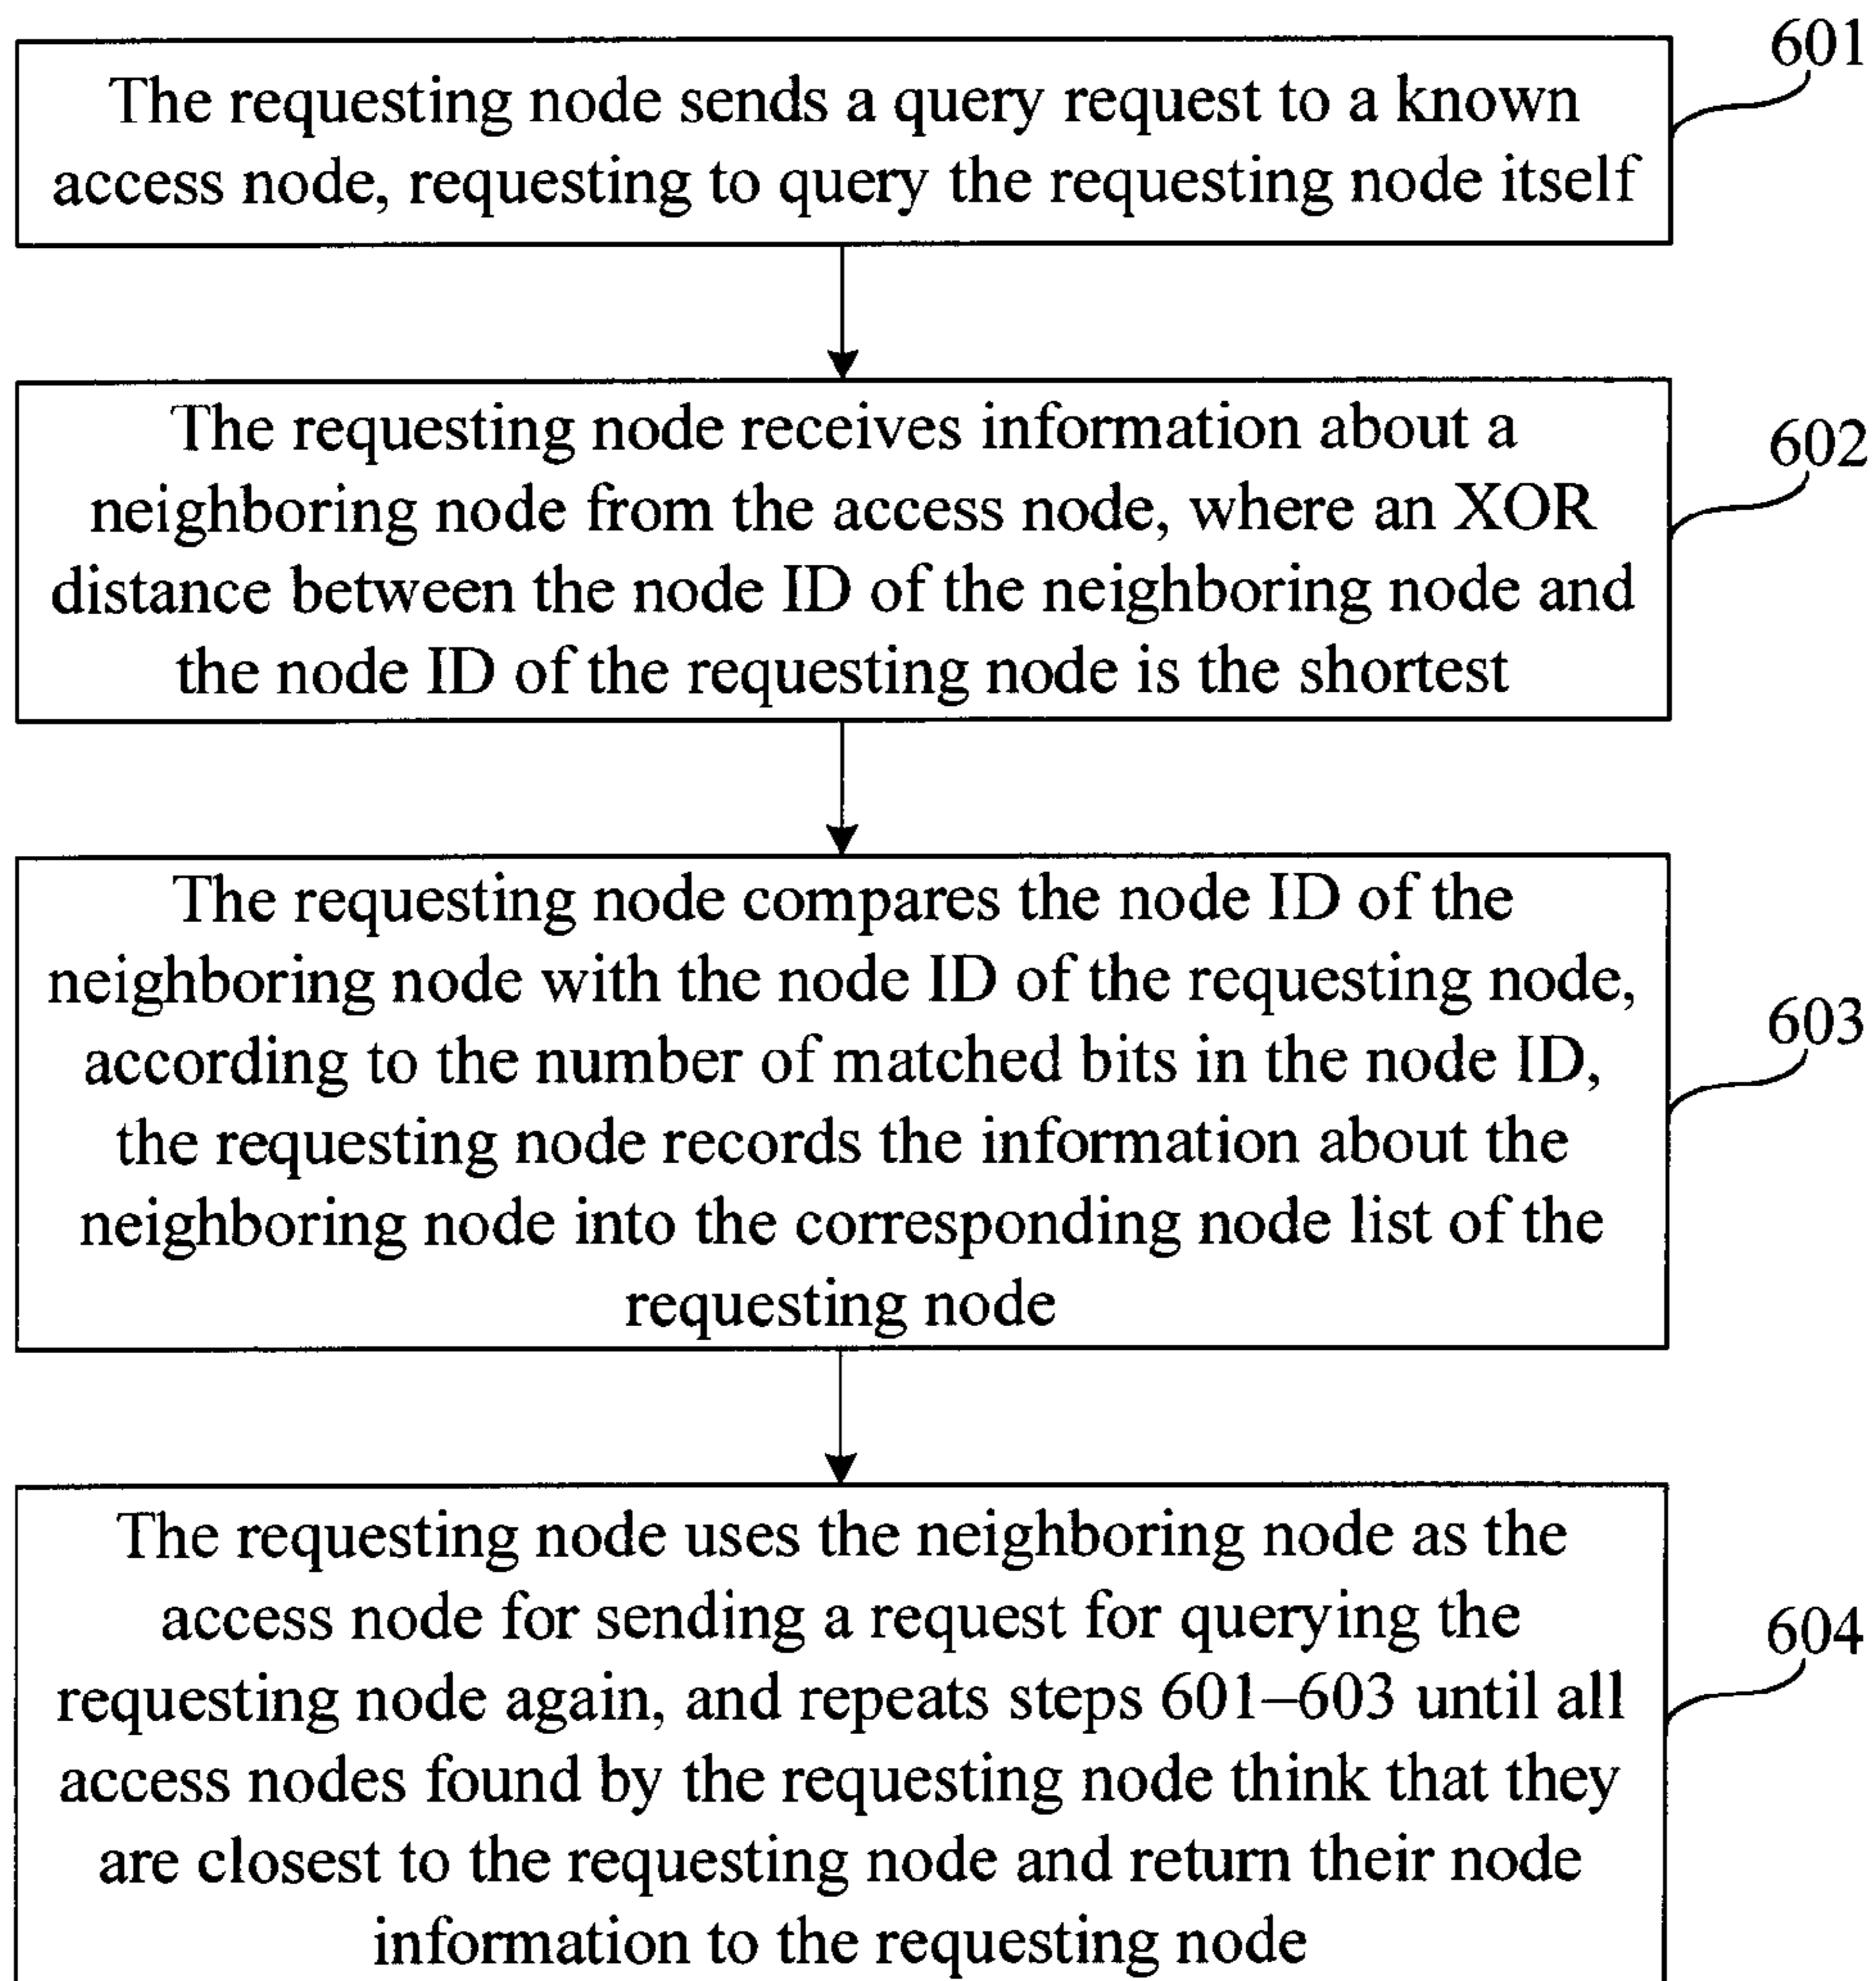 601
The requesting node sends a query request to a known
access node, requesting to query the requesting node itself
The requesting node receives information about a
neighboring node from the access node, where an XOR
distance between the node ID of the neighboring node and
the node ID of the requesting node is the shortest
602
The requesting node compares the node ID of the
neighboring node with the node ID of the requesting node,
according to the number of matched bits in the node ID,
the requesting node records the information about the
neighboring node into the corresponding node list of the
requesting node
603
The requesting node uses the neighboring node as the
access node for sending a request for querying the
requesting node again, and repeats steps 601–603 until all
access nodes found by the requesting node think that they
are closest to the requesting node and return their node
information to the requesting node
604